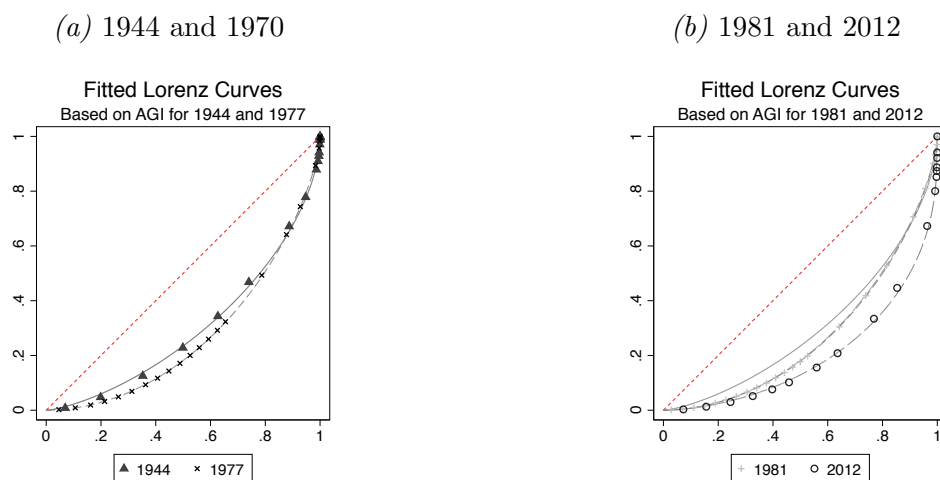 (a) 1944 and 1970
Fitted Lorenz Curves
Based on AGI for 1944 and 1977
1
.8
.6
.4
.2
0
0 .2 .4 .6 .8 1
1944 1977
(b) 1981 and 2012
Fitted Lorenz Curves
Based on AGI for 1981 and 2012
1
.8
.6
.4
.2
0
0 .2 .4 .6 .8 1
1981 2012